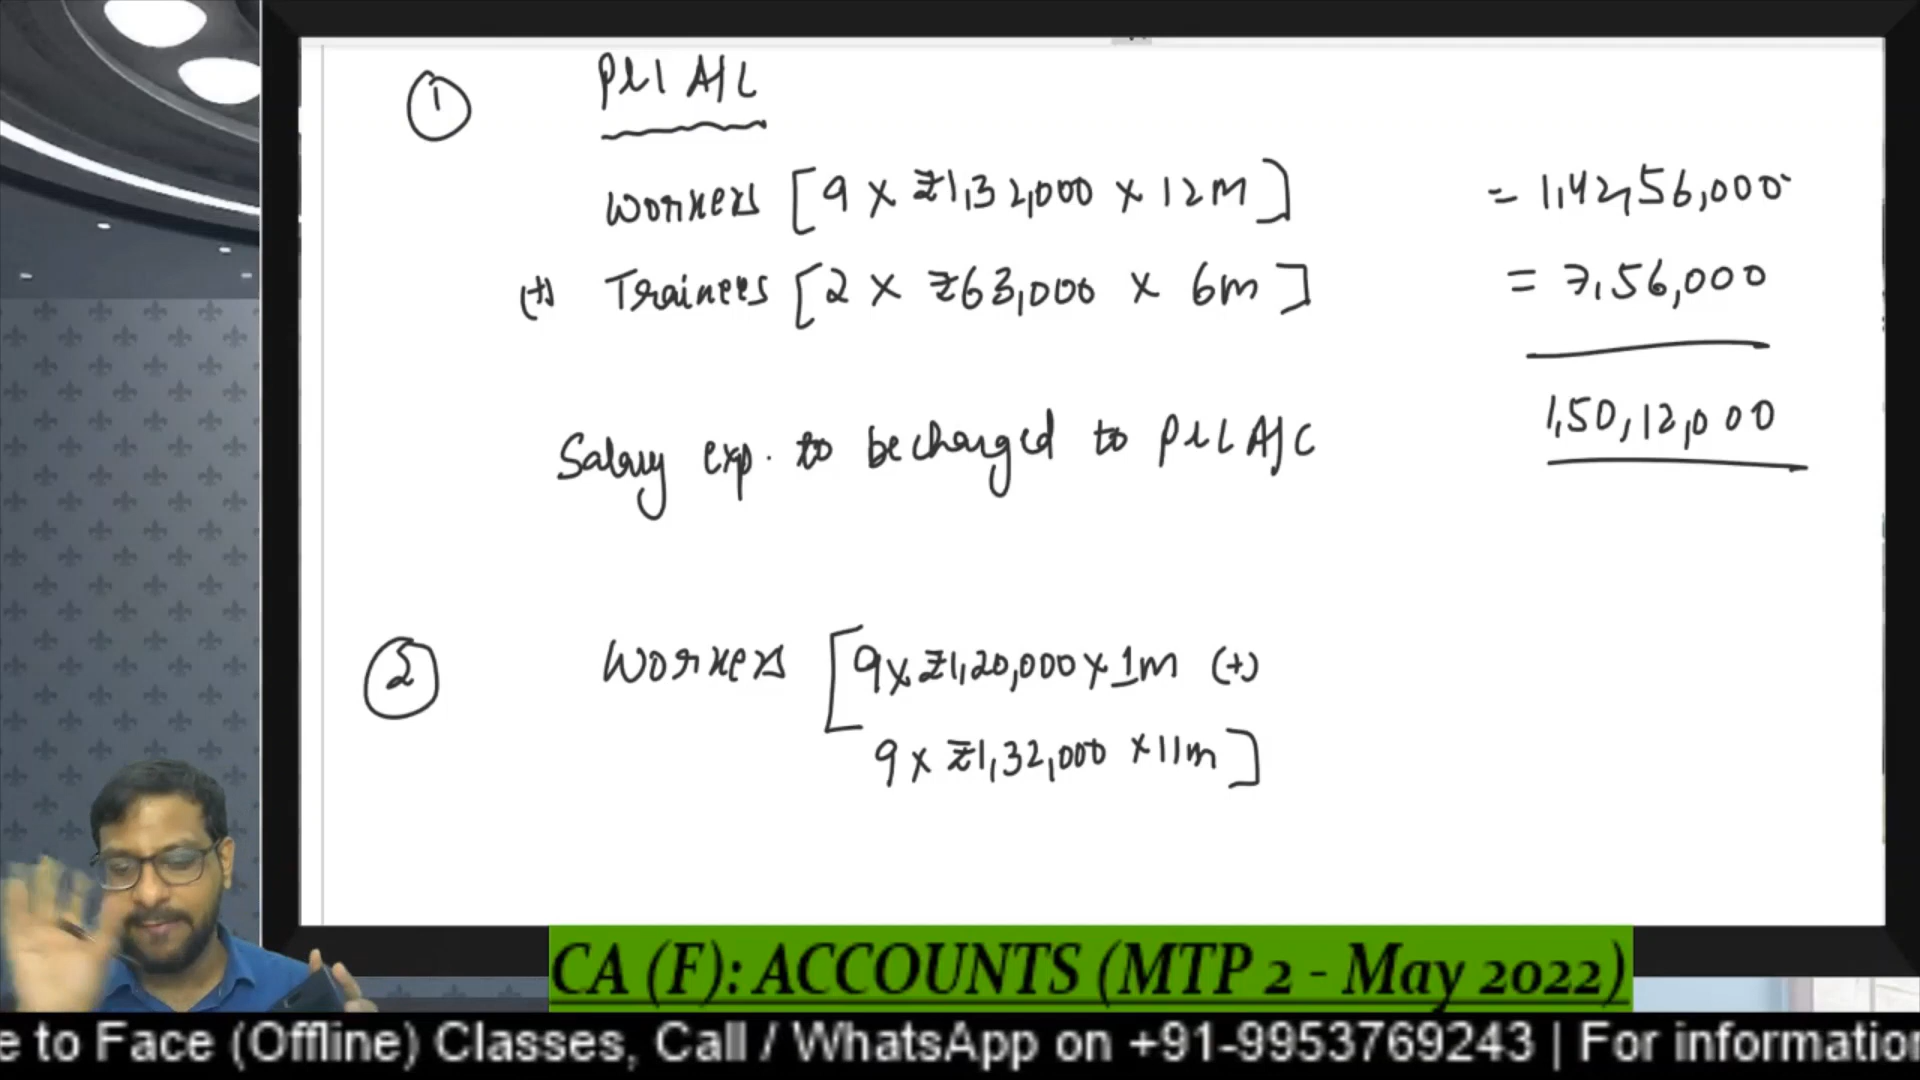 ① P&L A/C
Workers [9 x ₹1,32,000 x 12m] = 1,42,56,000
(+) Trainees [2 x ₹63,000 x 6m] = 7,56,000
1,50,12,000
Salary exp. to be charged to P&L A/C
② Workers [9 x ₹1,20,000 x 1m (+)
9 x ₹1,32,000 x 11m]
CA (F): ACCOUNTS (MTP 2 - May 2022)
e to Face (Offline) Classes, Call / WhatsApp on +91-9953769243 | For information